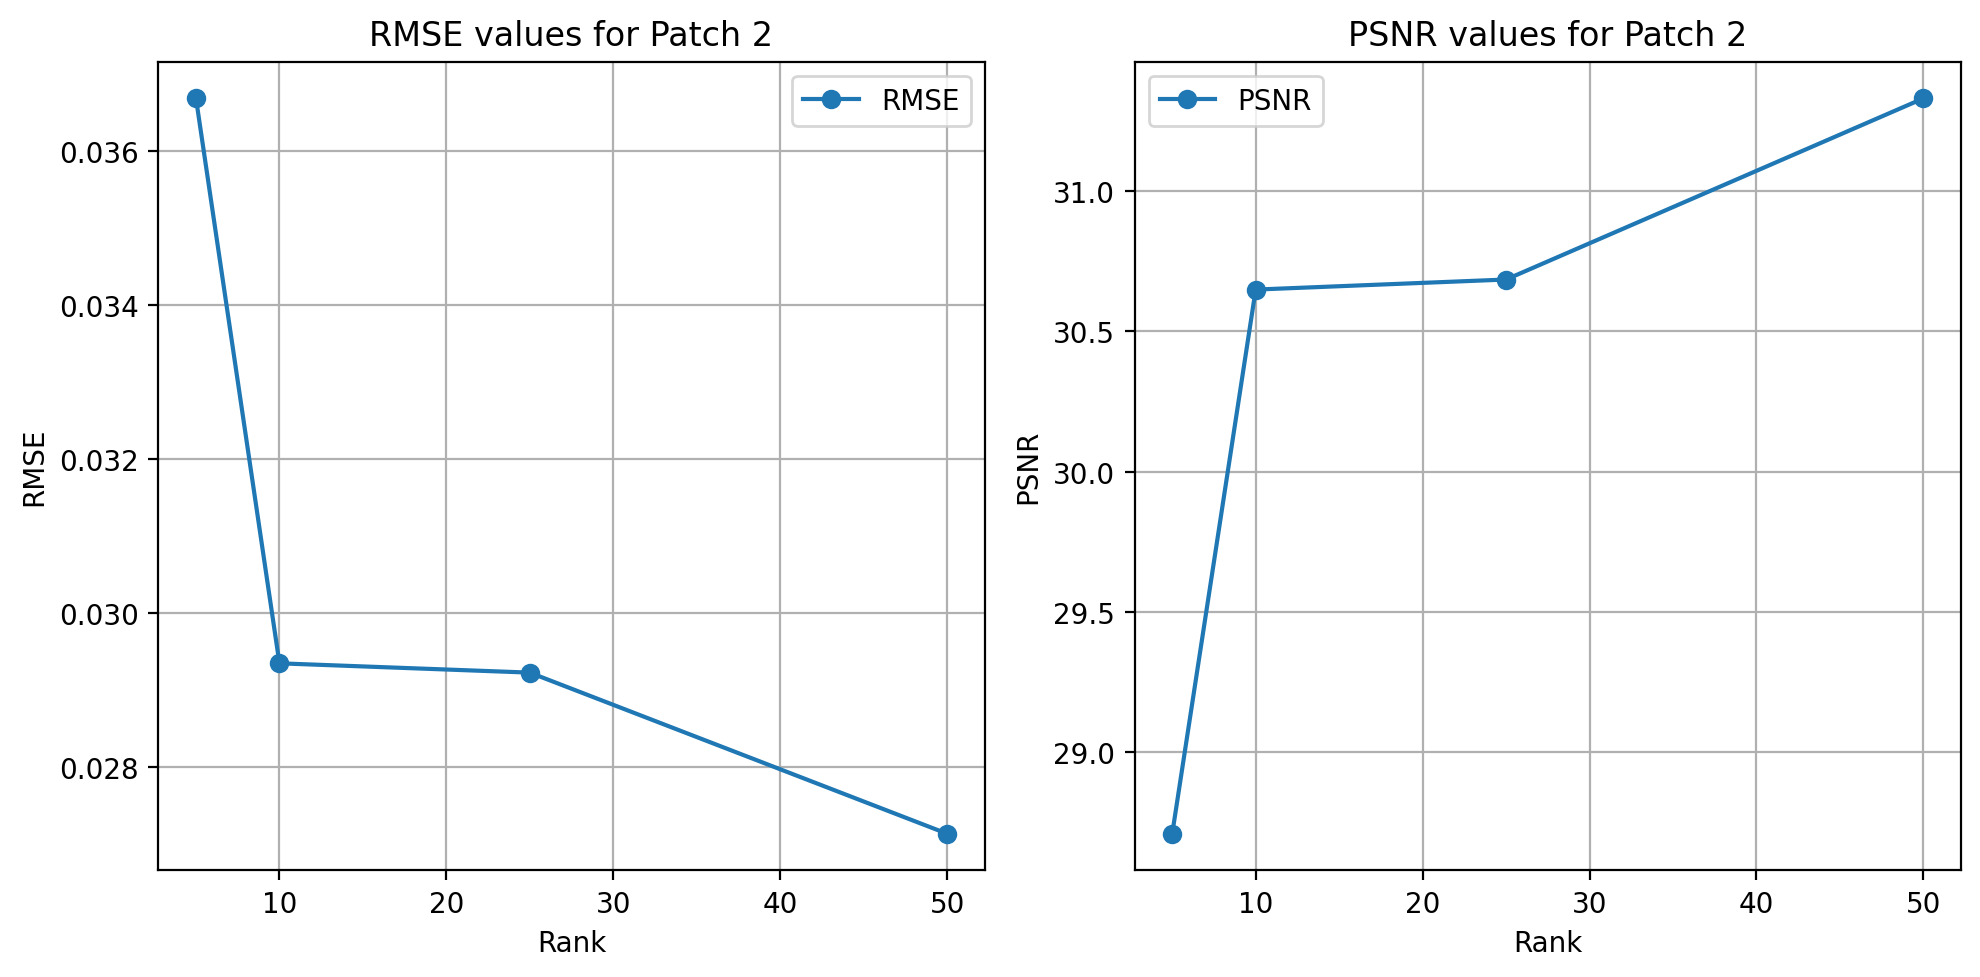 RMSE values for Patch 2
RMSE
0.036
0.034
0.032
0.030
0.028
RMSE
10 20 30 40 50
Rank
PSNR values for Patch 2
PSNR
31.0
30.5
30.0
29.5
29.0
PSNR
10 20 30 40 50
Rank